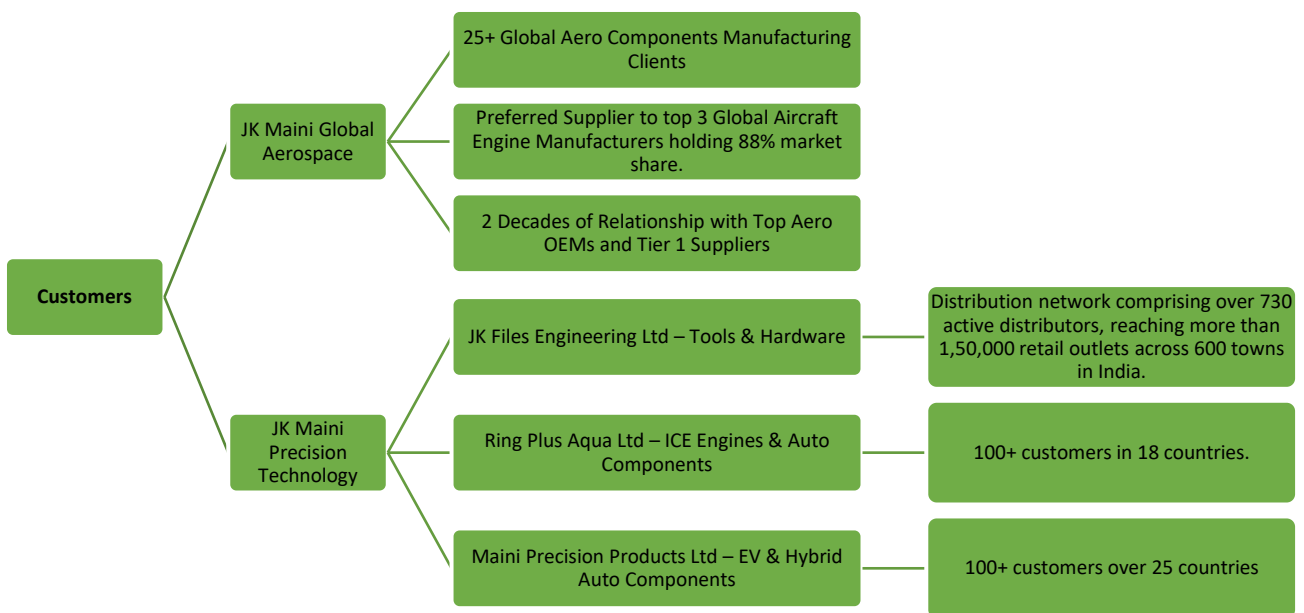 25+ Global Aero Components Manufacturing
Clients
JK Maini Global
Aerospace
Preferred Supplier to top 3 Global Aircraft
Engine Manufacturers holding 88% market
share.
2 Decades of Relationship with Top Aero
OEMs and Tier 1 Suppliers
Customers
JK Files Engineering Ltd – Tools & Hardware
Distribution network comprising over 730
active distributors, reaching more than
1,50,000 retail outlets across 600 towns
in India.
JK Maini
Precision
Technology
Ring Plus Aqua Ltd – ICE Engines & Auto
Components
100+ customers in 18 countries.
Maini Precision Products Ltd – EV & Hybrid
Auto Components
100+ customers over 25 countries